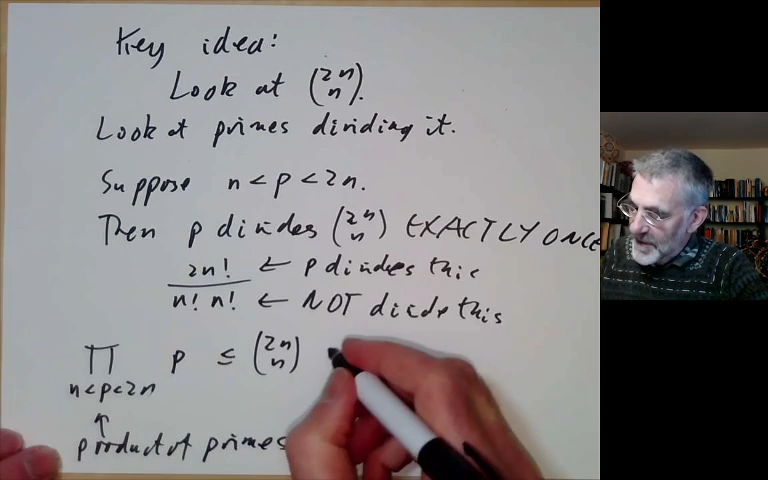 Key idea:
Look at (2n n).
Look at primes dividing it.
Suppose n < p < 2n.
Then p divides (2n n) EXACTLY ONCE
2n! ← p divides this
n! n! ← NOT divide this
∏ p ≤ (2n n)
n<p<2n
↑
product of primes